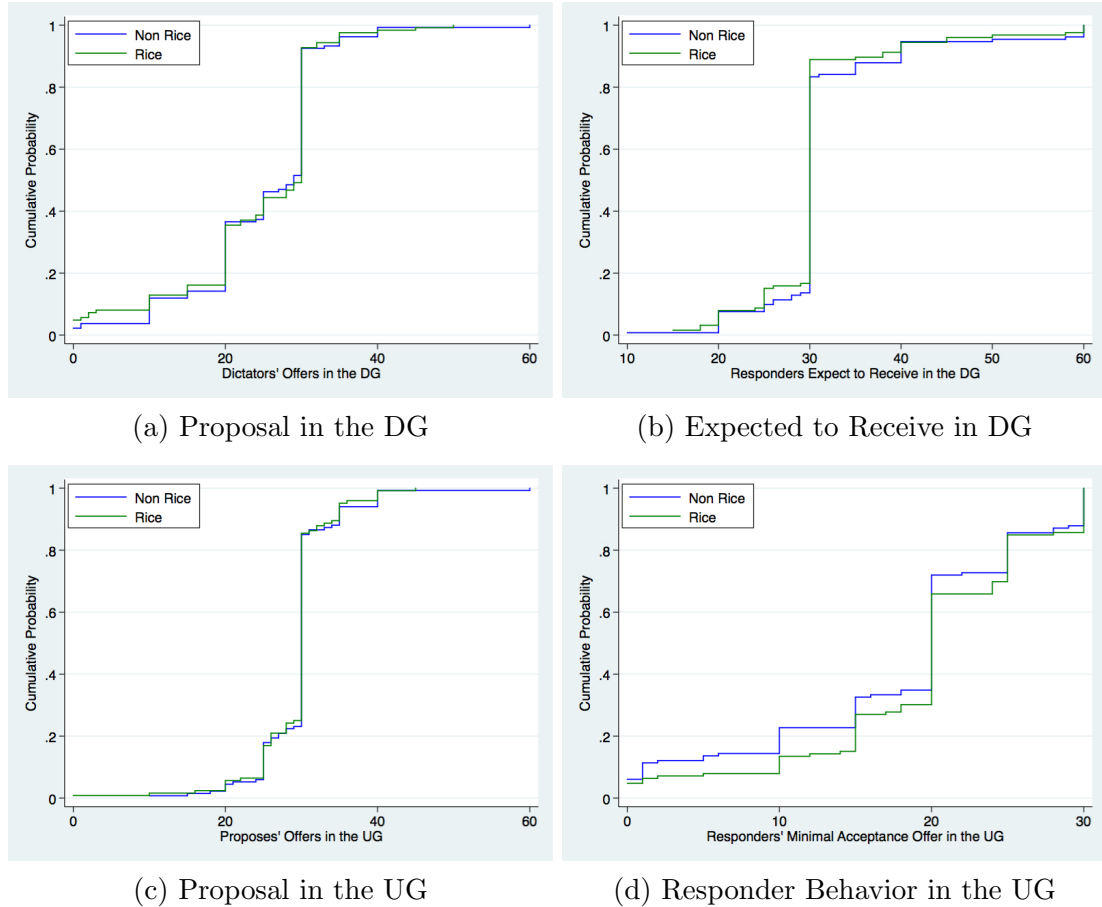 Non Rice
Rice
Cumulative Probability
1
.8
.6
.4
.2
0
0 20 40 60
Dictators' Offers in the DG
(a) Proposal in the DG
Non Rice
Rice
Cumulative Probability
1
.8
.6
.4
.2
0
10 20 30 40 50 60
Responders Expect to Receive in the DG
(b) Expected to Receive in DG
Non Rice
Rice
Cumulative Probability
1
.8
.6
.4
.2
0
0 20 40 60
Proposes' Offers in the UG
(c) Proposal in the UG
Non Rice
Rice
Cumulative Probability
1
.8
.6
.4
.2
0
0 10 20 30
Responders' Minimal Acceptance Offer in the UG
(d) Responder Behavior in the UG